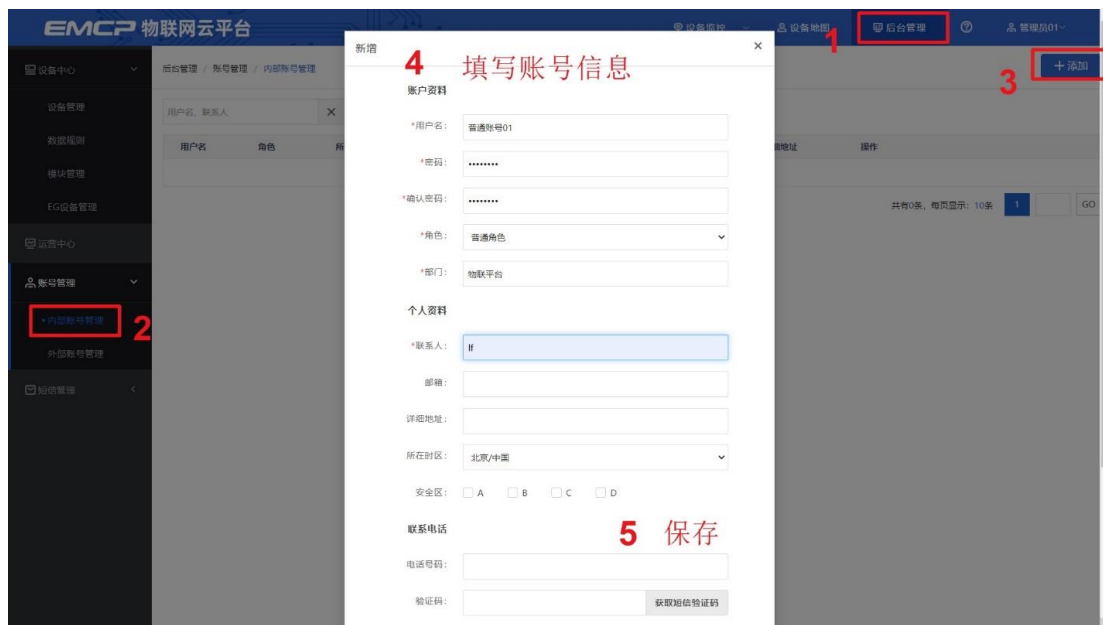 EMCP 物联网云平台
设备监控
设备地图
1
后台管理
管理员01
新增
设备中心
后台管理 / 账号管理 / 内部账号管理
4 填写账号信息
3
+添加
账户资料
设备管理
用户名, 联系人
*用户名: 普通账号01
数据规则
用户名 角色 所
详细地址 操作
*密码: ••••••••
模块管理
*确认密码: ••••••••
EG设备管理
共有0条, 每页显示: 10条 1 GO
*角色: 普通角色
运营中心
*部门: 物联平台
账号管理
个人资料
•内部账号管理 2
*联系人: lf
外部账号管理
邮箱:
短信管理
详细地址:
所在时区: 北京/中国
安全区: A B C D
联系电话
5 保存
电话号码:
验证码: 获取短信验证码